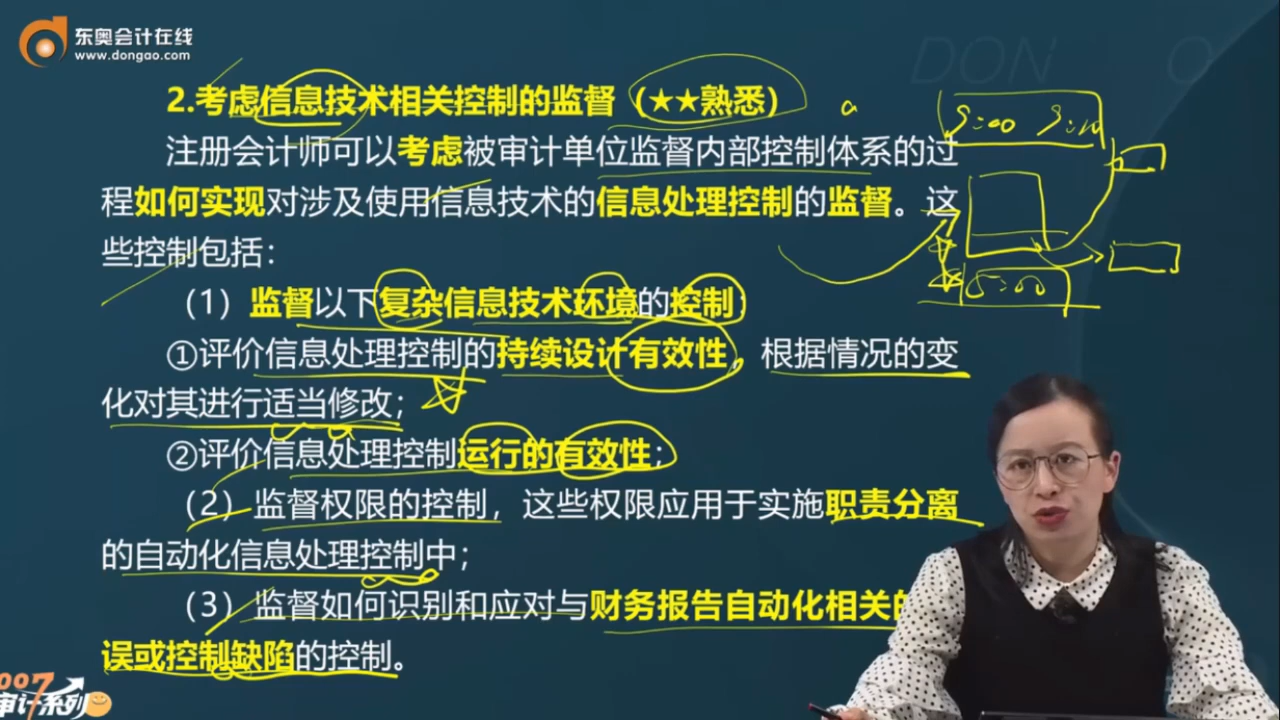 东奥会计在线
www.dongao.com
2.考虑信息技术相关控制的监督（★★熟悉）
注册会计师可以考虑被审计单位监督内部控制体系的过
程如何实现对涉及使用信息技术的信息处理控制的监督。这
些控制包括：
（1）监督以下复杂信息技术环境的控制：
①评价信息处理控制的持续设计有效性，根据情况的变
化对其进行适当修改；
②评价信息处理控制运行的有效性；
（2）监督权限的控制，这些权限应用于实施职责分离
的自动化信息处理控制中；
（3）监督如何识别和应对与财务报告自动化相关的
误或控制缺陷的控制。
审计系列